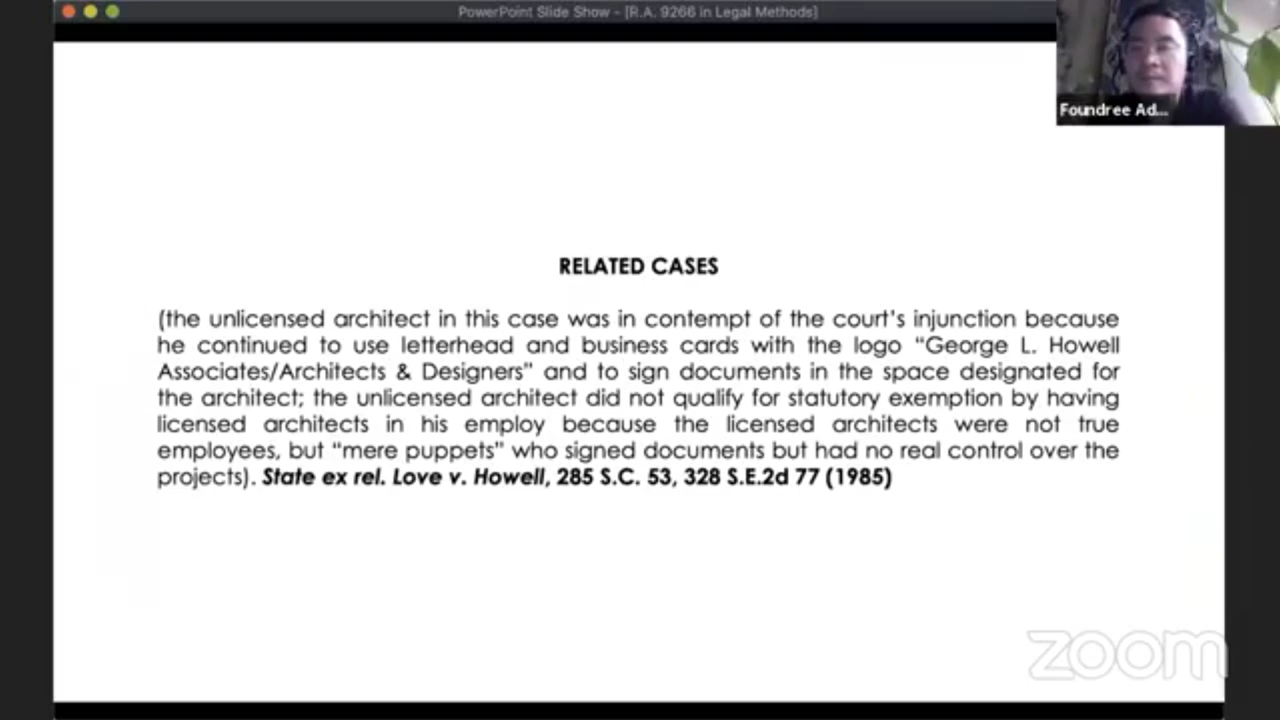 PowerPoint Slide Show - [R.A. 9266 in Legal Methods]
Foundree Ad...
RELATED CASES
(the unlicensed architect in this case was in contempt of the court's injunction because
he continued to use letterhead and business cards with the logo "George L. Howell
Associates/Architects & Designers" and to sign documents in the space designated for
the architect; the unlicensed architect did not qualify for statutory exemption by having
licensed architects in his employ because the licensed architects were not true
employees, but "mere puppets" who signed documents but had no real control over the
projects). State ex rel. Love v. Howell, 285 S.C. 53, 328 S.E.2d 77 (1985)
zoom